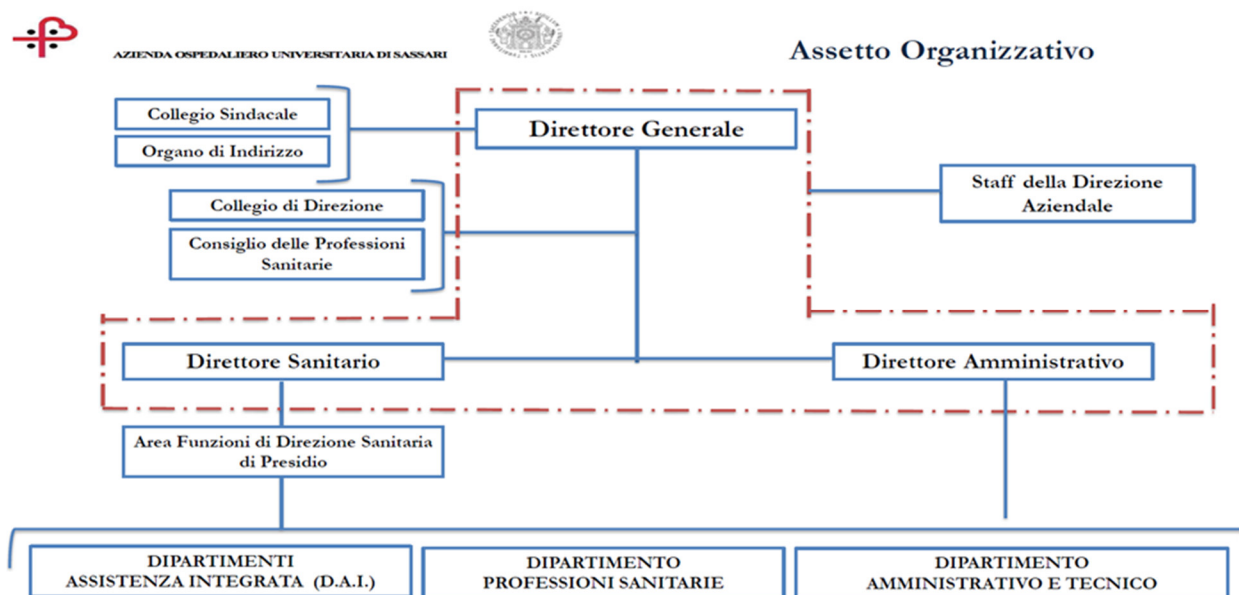 AZIENDA OSPEDALIERO UNIVERSITARIA DI SASSARI
Assetto Organizzativo
Collegio Sindacale
Organo di Indirizzo
Direttore Generale
Collegio di Direzione
Consiglio delle Professioni
Sanitarie
Staff della Direzione
Aziendale
Direttore Sanitario
Direttore Amministrativo
Area Funzioni di Direzione Sanitaria
di Presidio
DIPARTIMENTI
ASSISTENZA INTEGRATA (D.A.I.)
DIPARTIMENTO
PROFESSIONI SANITARIE
DIPARTIMENTO
AMMINISTRATIVO E TECNICO